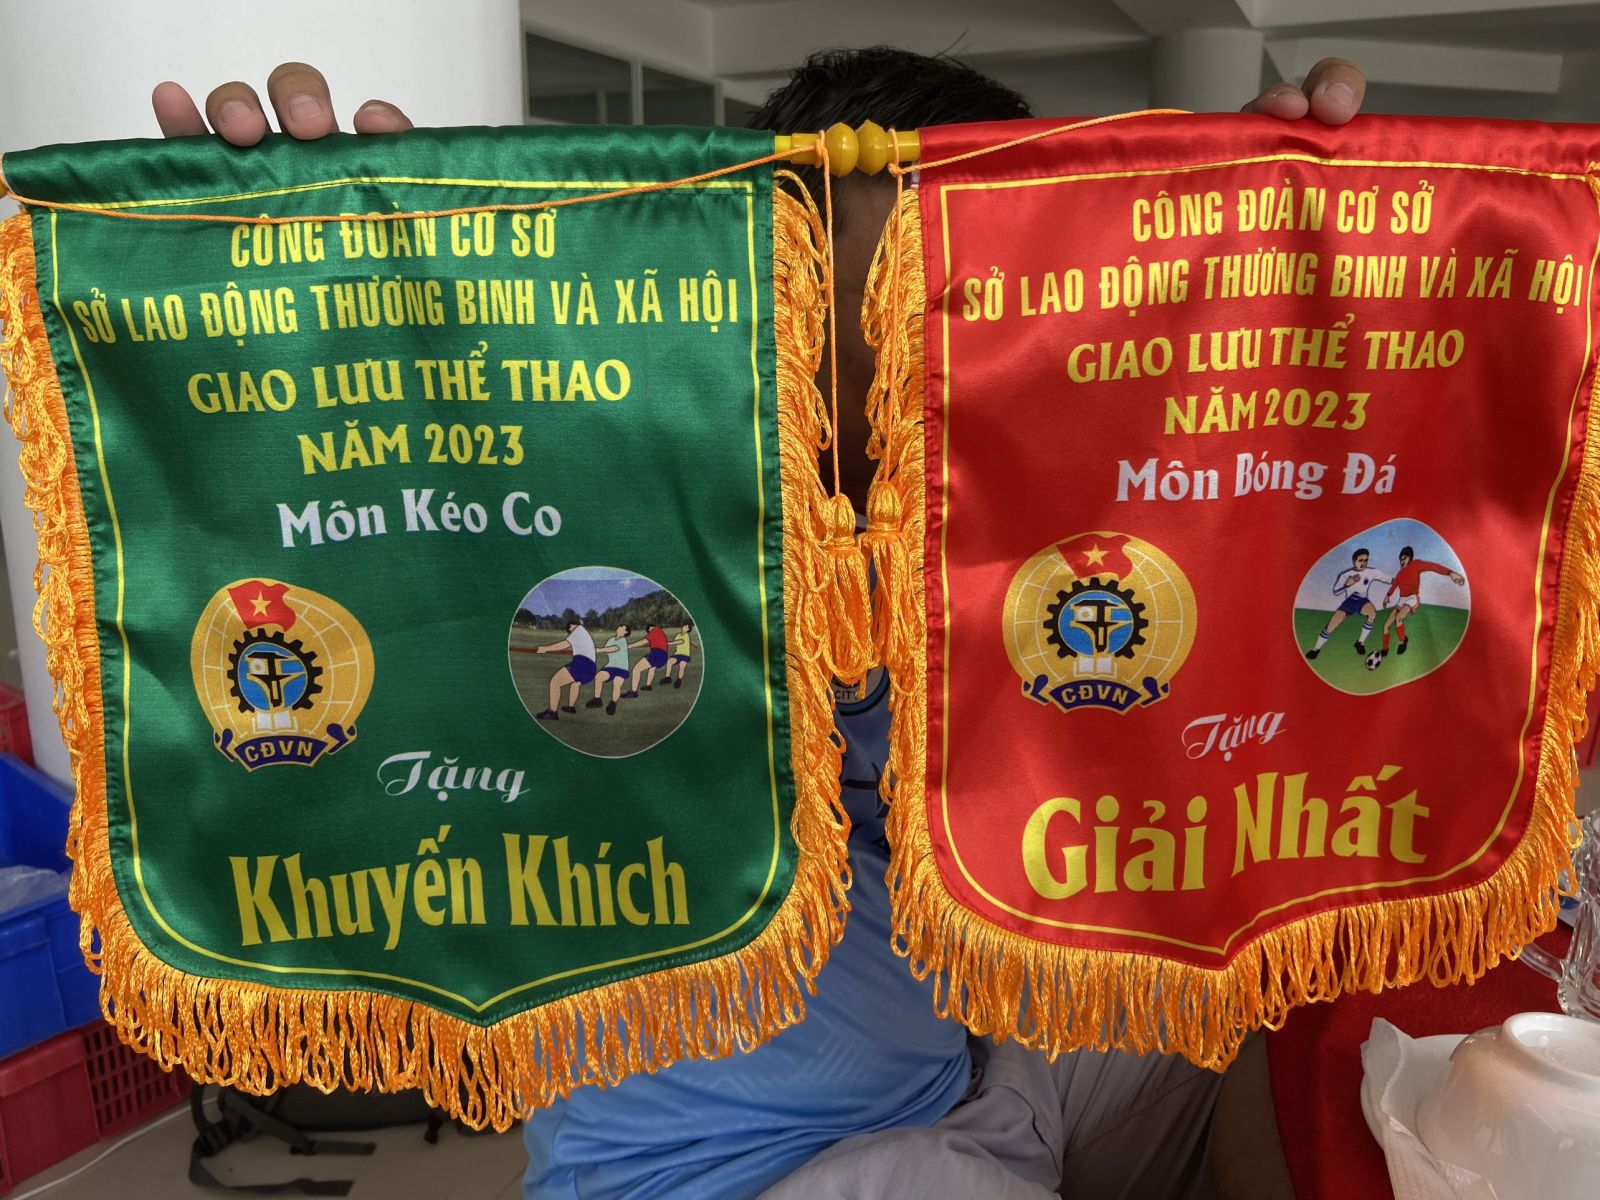 CÔNG ĐOÀN CƠ SỞ
SỞ LAO ĐỘNG THƯƠNG BINH VÀ XÃ HỘI
GIAO LƯU THỂ THAO
NĂM 2023
Môn Kéo Co
CĐVN
Tặng
Khuyến Khích
CÔNG ĐOÀN CƠ SỞ
SỞ LAO ĐỘNG THƯƠNG BINH VÀ XÃ HỘI
GIAO LƯU THỂ THAO
NĂM 2023
Môn Bóng Đá
CĐVN
Tặng
Giải Nhất
CITY